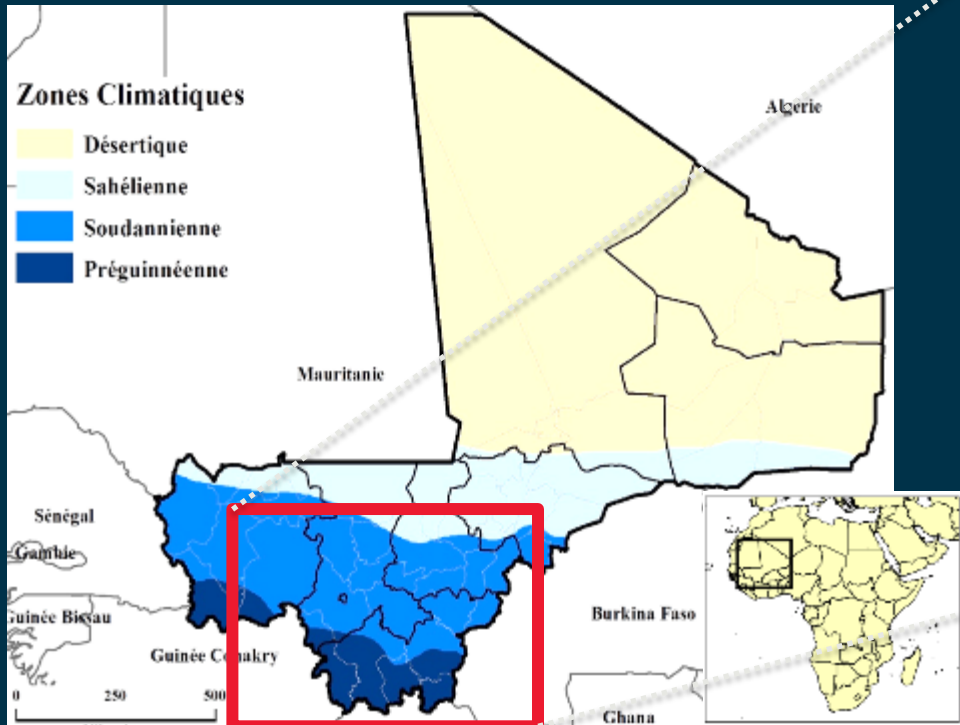 Zones Climatiques
Désertique
Sahélienne
Soudannienne
Préguinnéenne
Algerie
Mauritanie
Sénégal
Gambie
Guinée Bissau
Guinée Conakry
Burkina Faso
Ghana
0 250 500